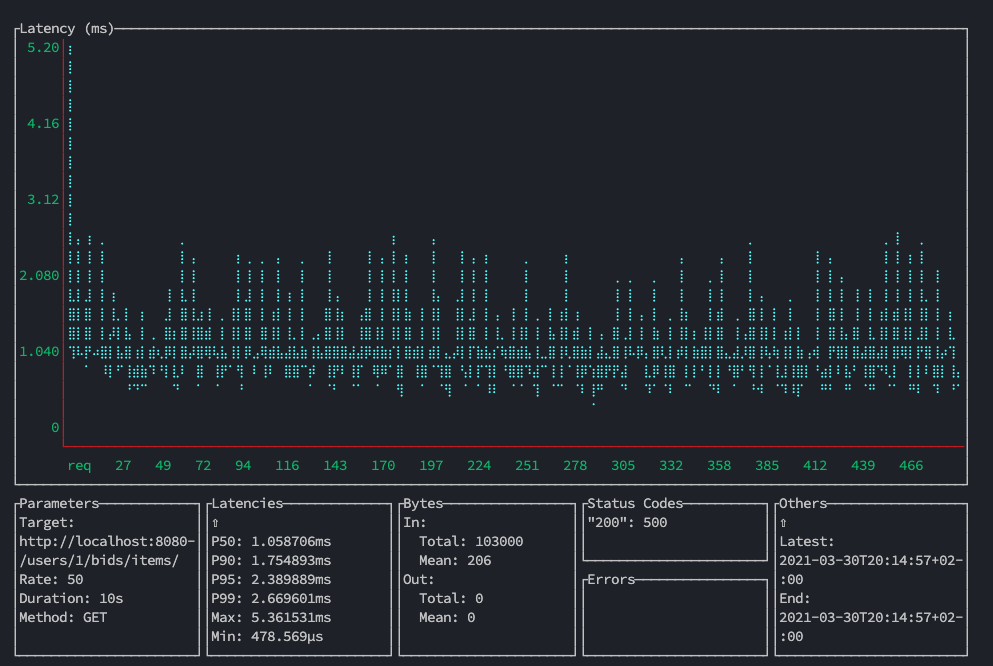 Latency (ms)
5.20
4.16
3.12
2.080
1.040
0
req 27 49 72 94 116 143 170 197 224 251 278 305 332 358 385 412 439 466
Parameters
Target:
http://localhost:8080-
/users/1/bids/items/
Rate: 50
Duration: 10s
Method: GET
Latencies
⇧
P50: 1.058706ms
P90: 1.754893ms
P95: 2.389889ms
P99: 2.669601ms
Max: 5.361531ms
Min: 478.569µs
Bytes
In:
Total: 103000
Mean: 206
Out:
Total: 0
Mean: 0
Status Codes
"200": 500
Errors
Others
⇧
Latest:
2021-03-30T20:14:57+02-
:00
End:
2021-03-30T20:14:57+02-
:00